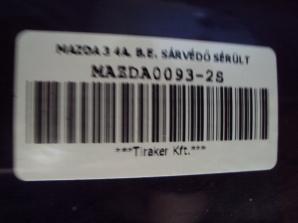 MAZDA 3 4A. B.E. SÁRVÉDŐ SÉRÜLT
MAZDA0093-2S
***Tiraker Kft.***